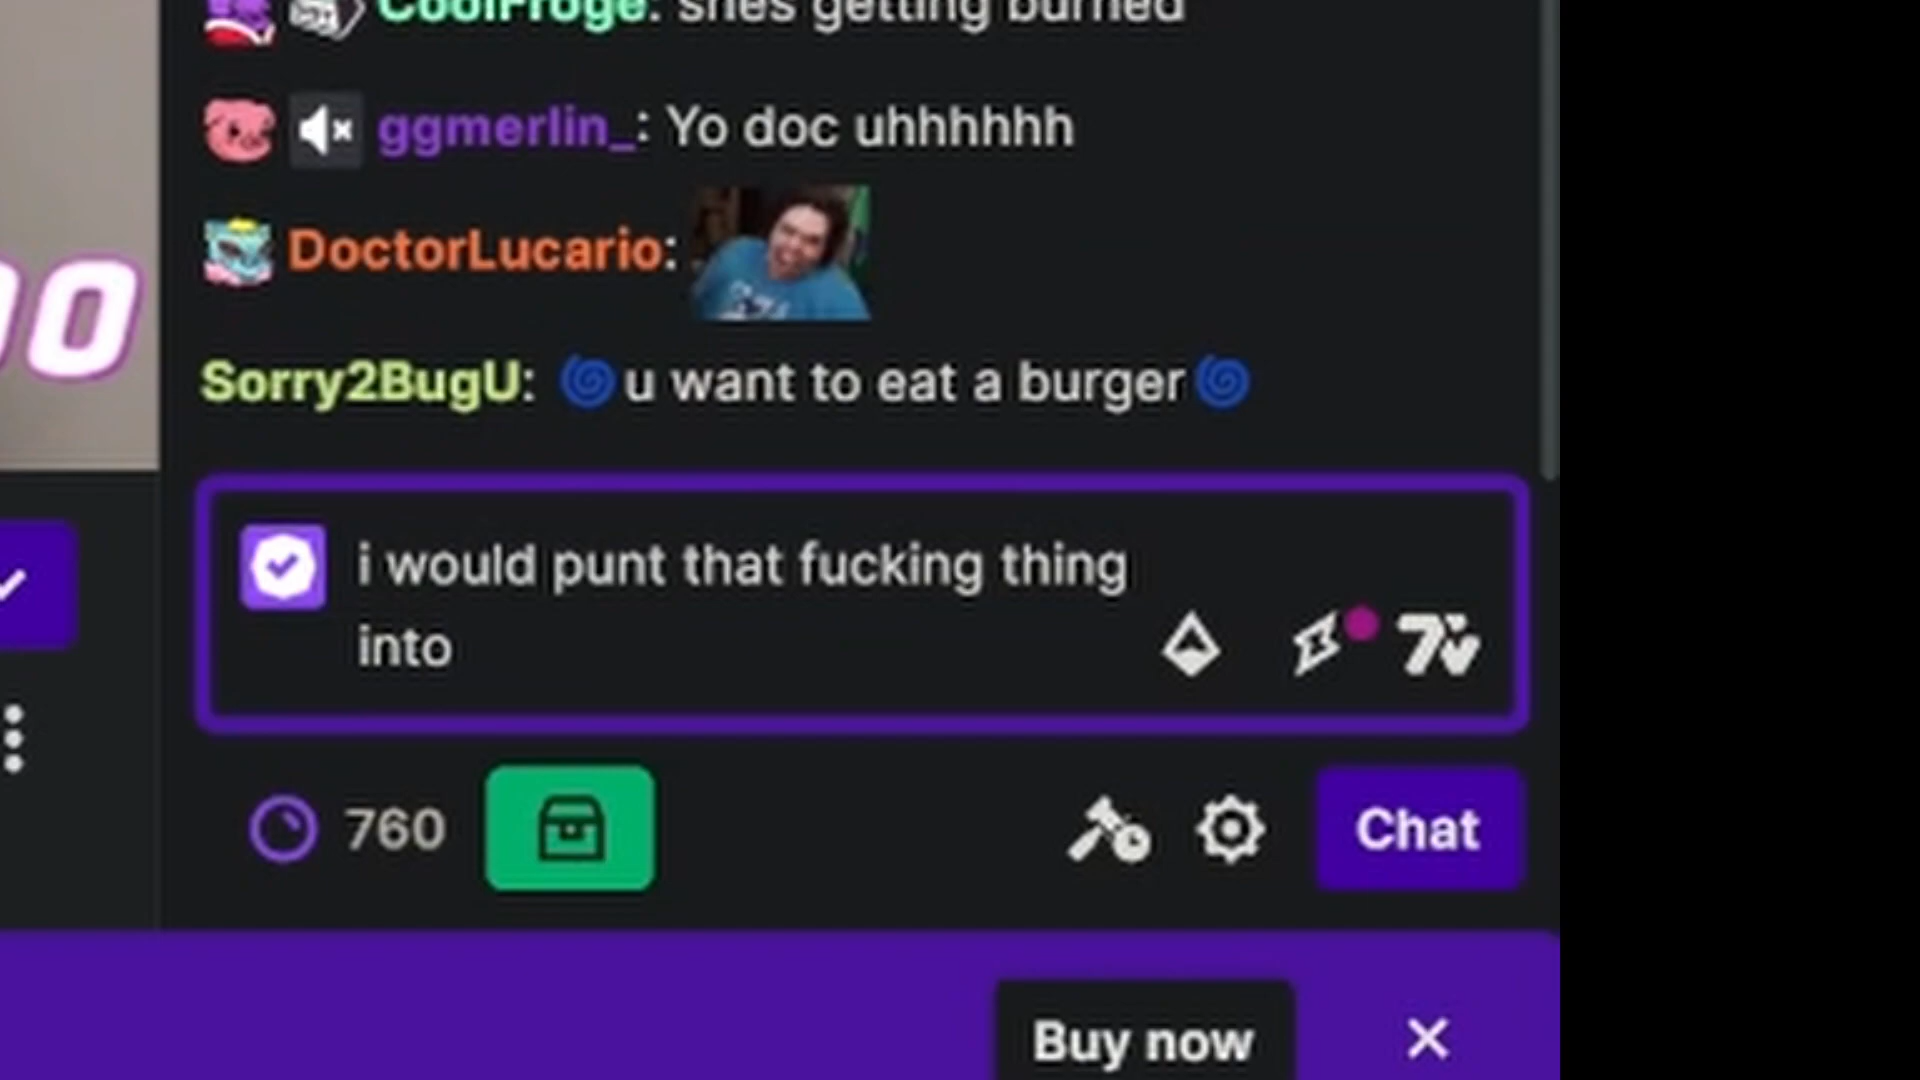 CoolFroge: shes getting burned
ggmerlin_: Yo doc uhhhhhh
DoctorLucario:
Sorry2BugU: 🌀u want to eat a burger🌀
i would punt that fucking thing
into
760
Chat
Buy now